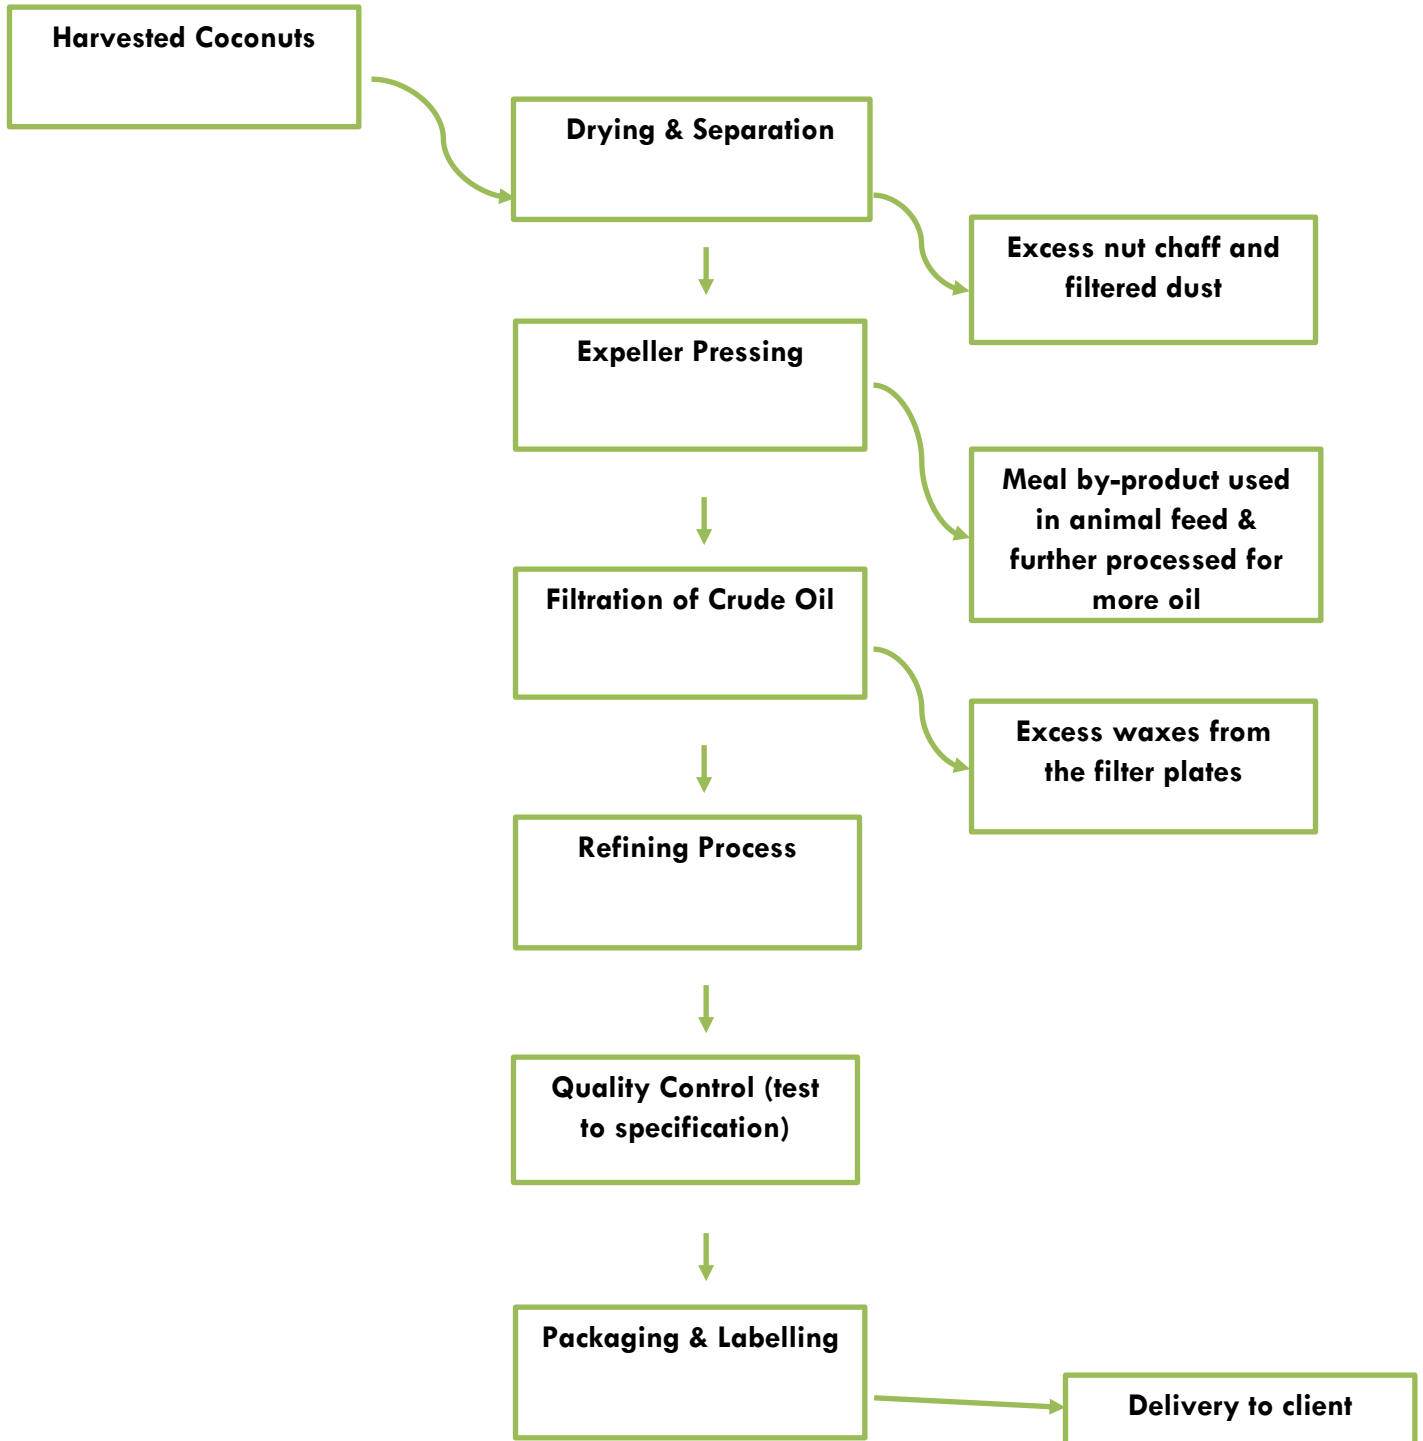 Harvested Coconuts
Drying & Separation
Excess nut chaff and
filtered dust
Expeller Pressing
Meal by-product used
in animal feed &
further processed for
more oil
Filtration of Crude Oil
Excess waxes from
the filter plates
Refining Process
Quality Control (test
to specification)
Packaging & Labelling
Delivery to client